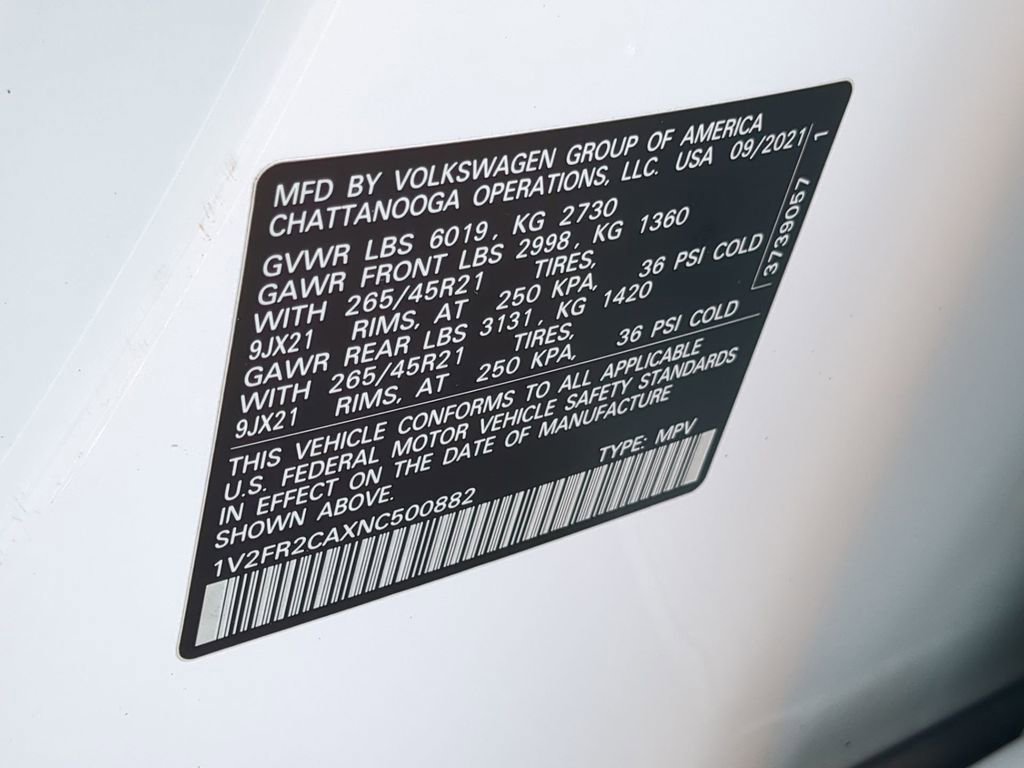 MFD BY VOLKSWAGEN GROUP OF AMERICA
CHATTANOOGA OPERATIONS, LLC. USA 09/2021
GVWR LBS 6019, KG 2730
GAWR FRONT LBS 2998, KG 1360
WITH 265/45R21 TIRES,
9JX21 RIMS, AT 250 KPA, 36 PSI COLD
GAWR REAR LBS 3131, KG 1420
WITH 265/45R21 TIRES,
9JX21 RIMS, AT 250 KPA, 36 PSI COLD
THIS VEHICLE CONFORMS TO ALL APPLICABLE
U.S. FEDERAL MOTOR VEHICLE SAFETY STANDARDS
IN EFFECT ON THE DATE OF MANUFACTURE
SHOWN ABOVE. TYPE: MPV
1V2FR2CAXNC500882
3739057
1